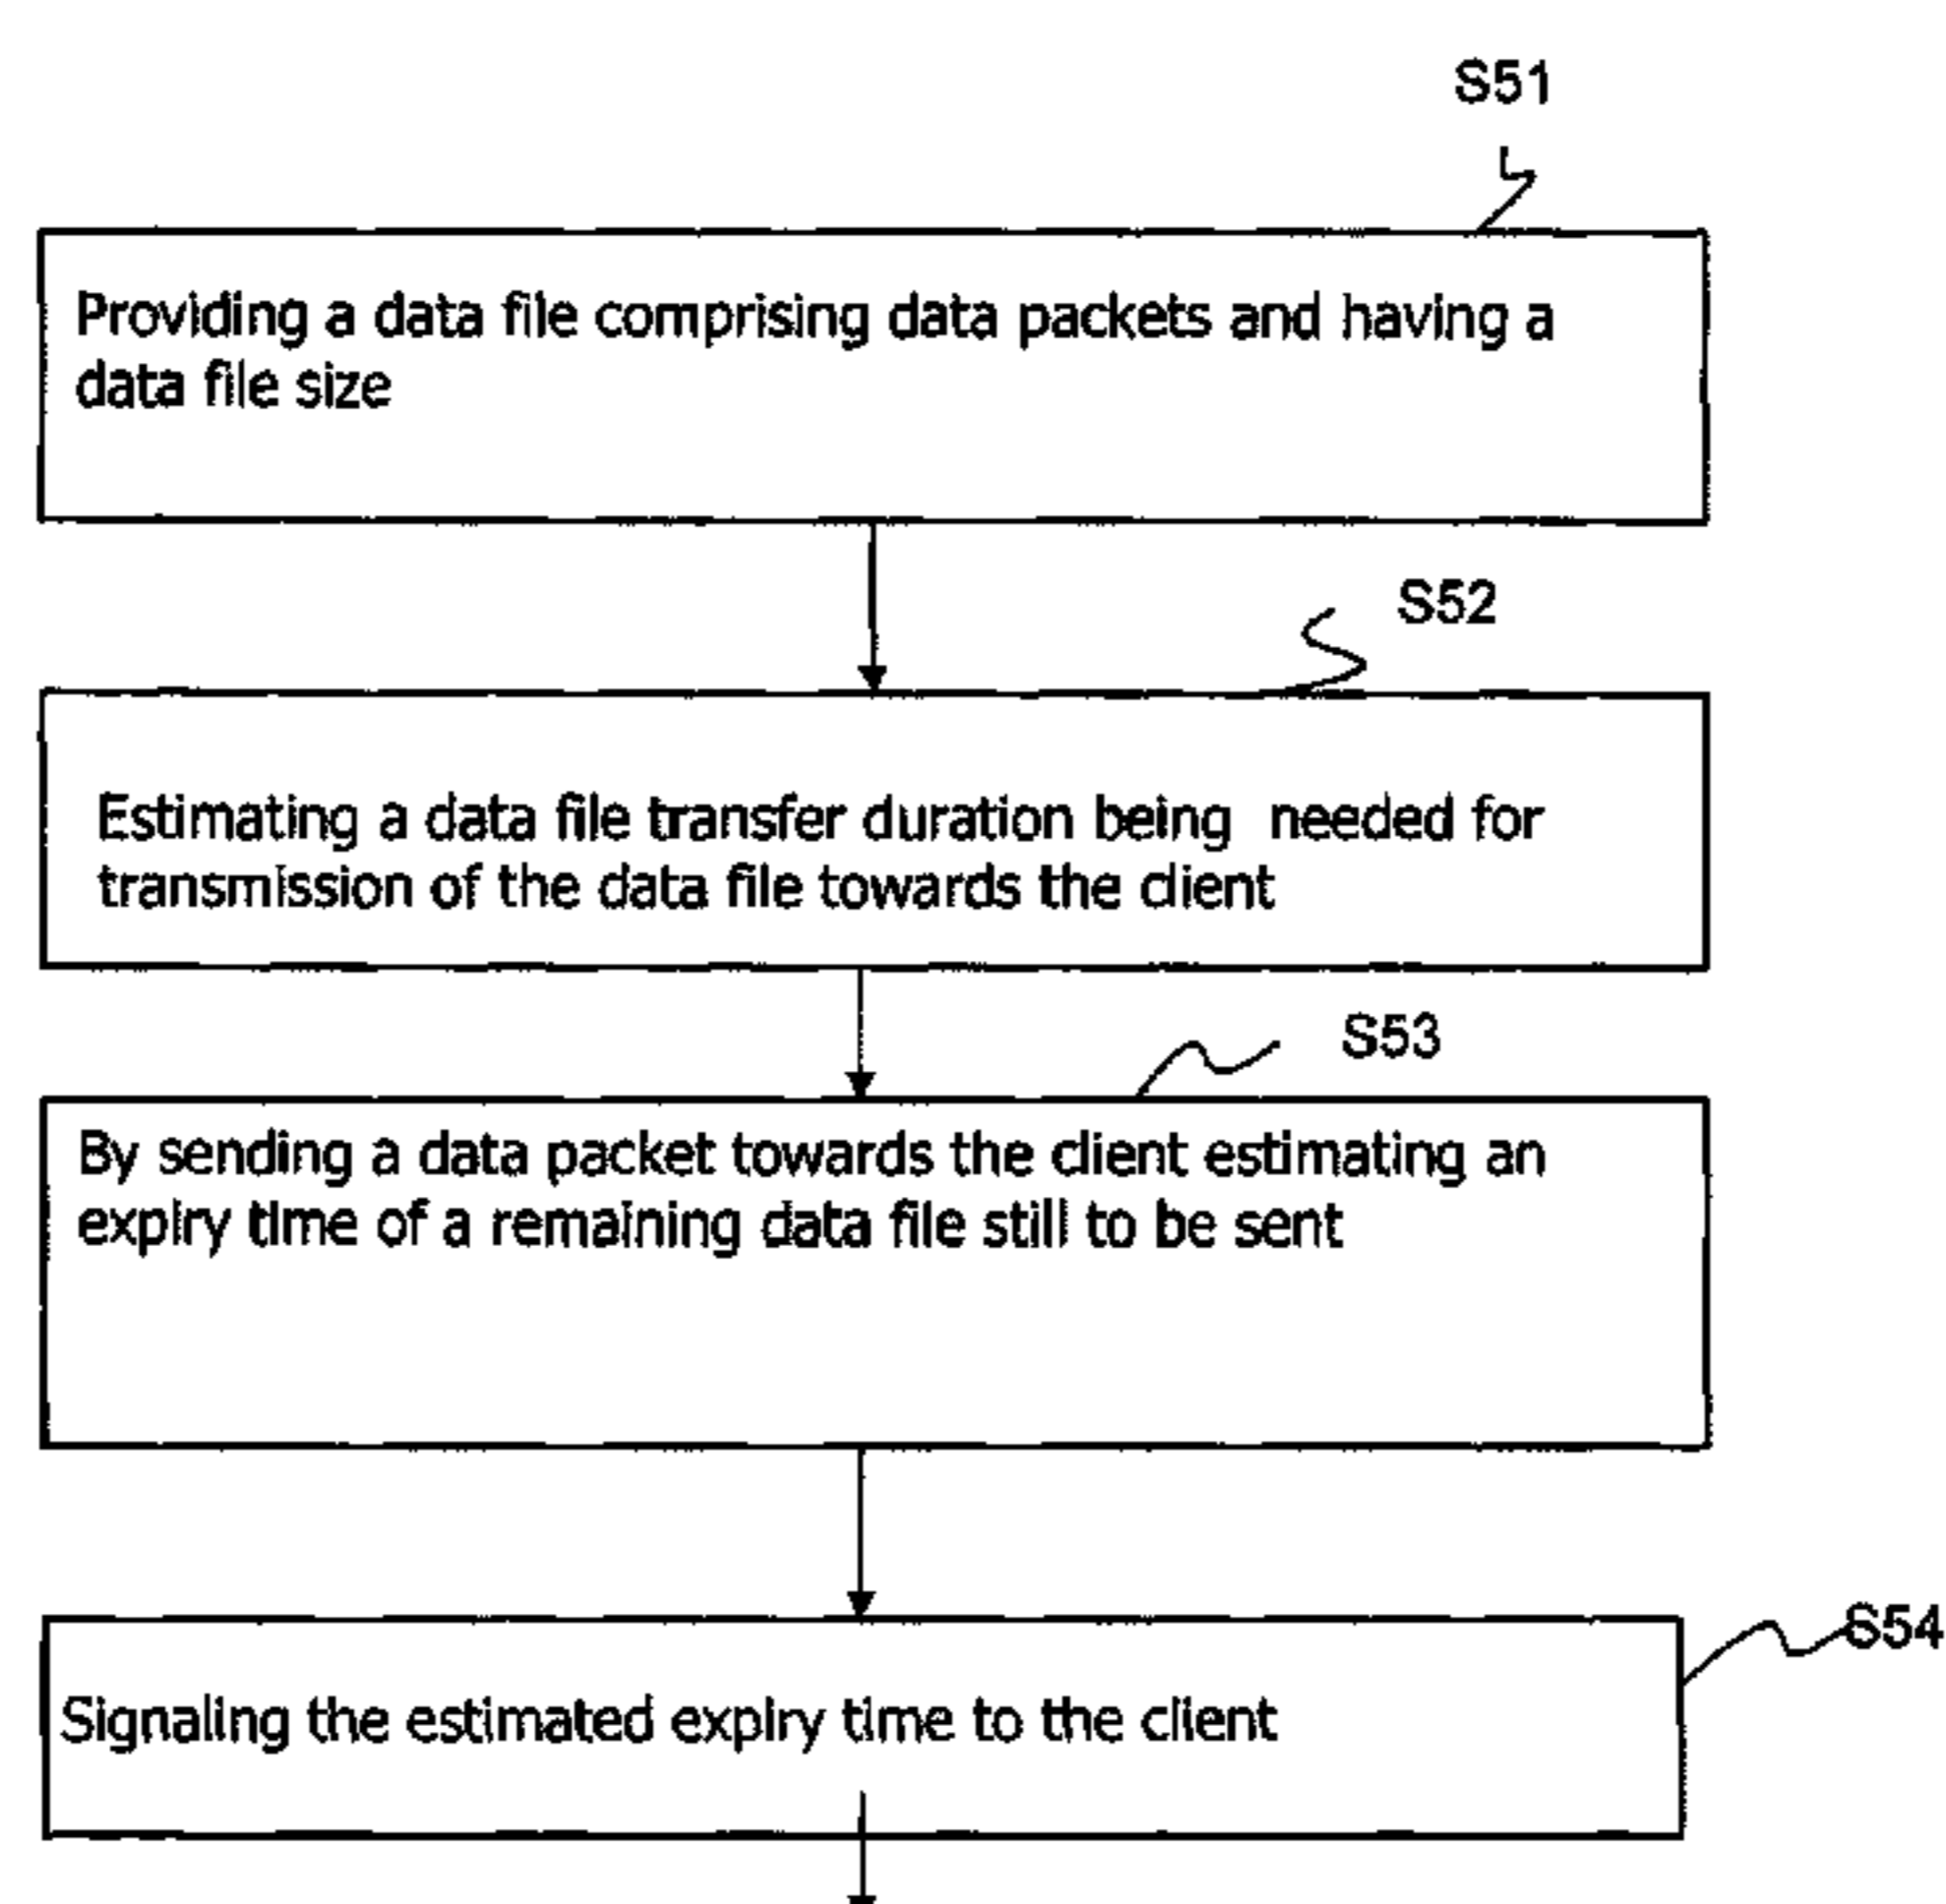 S51
Providing a data file comprising data packets and having a
data file size
S52
Estimating a data file transfer duration being needed for
transmission of the data file towards the client
S53
By sending a data packet towards the client estimating an
expiry time of a remaining data file still to be sent
S54
Signaling the estimated expiry time to the client